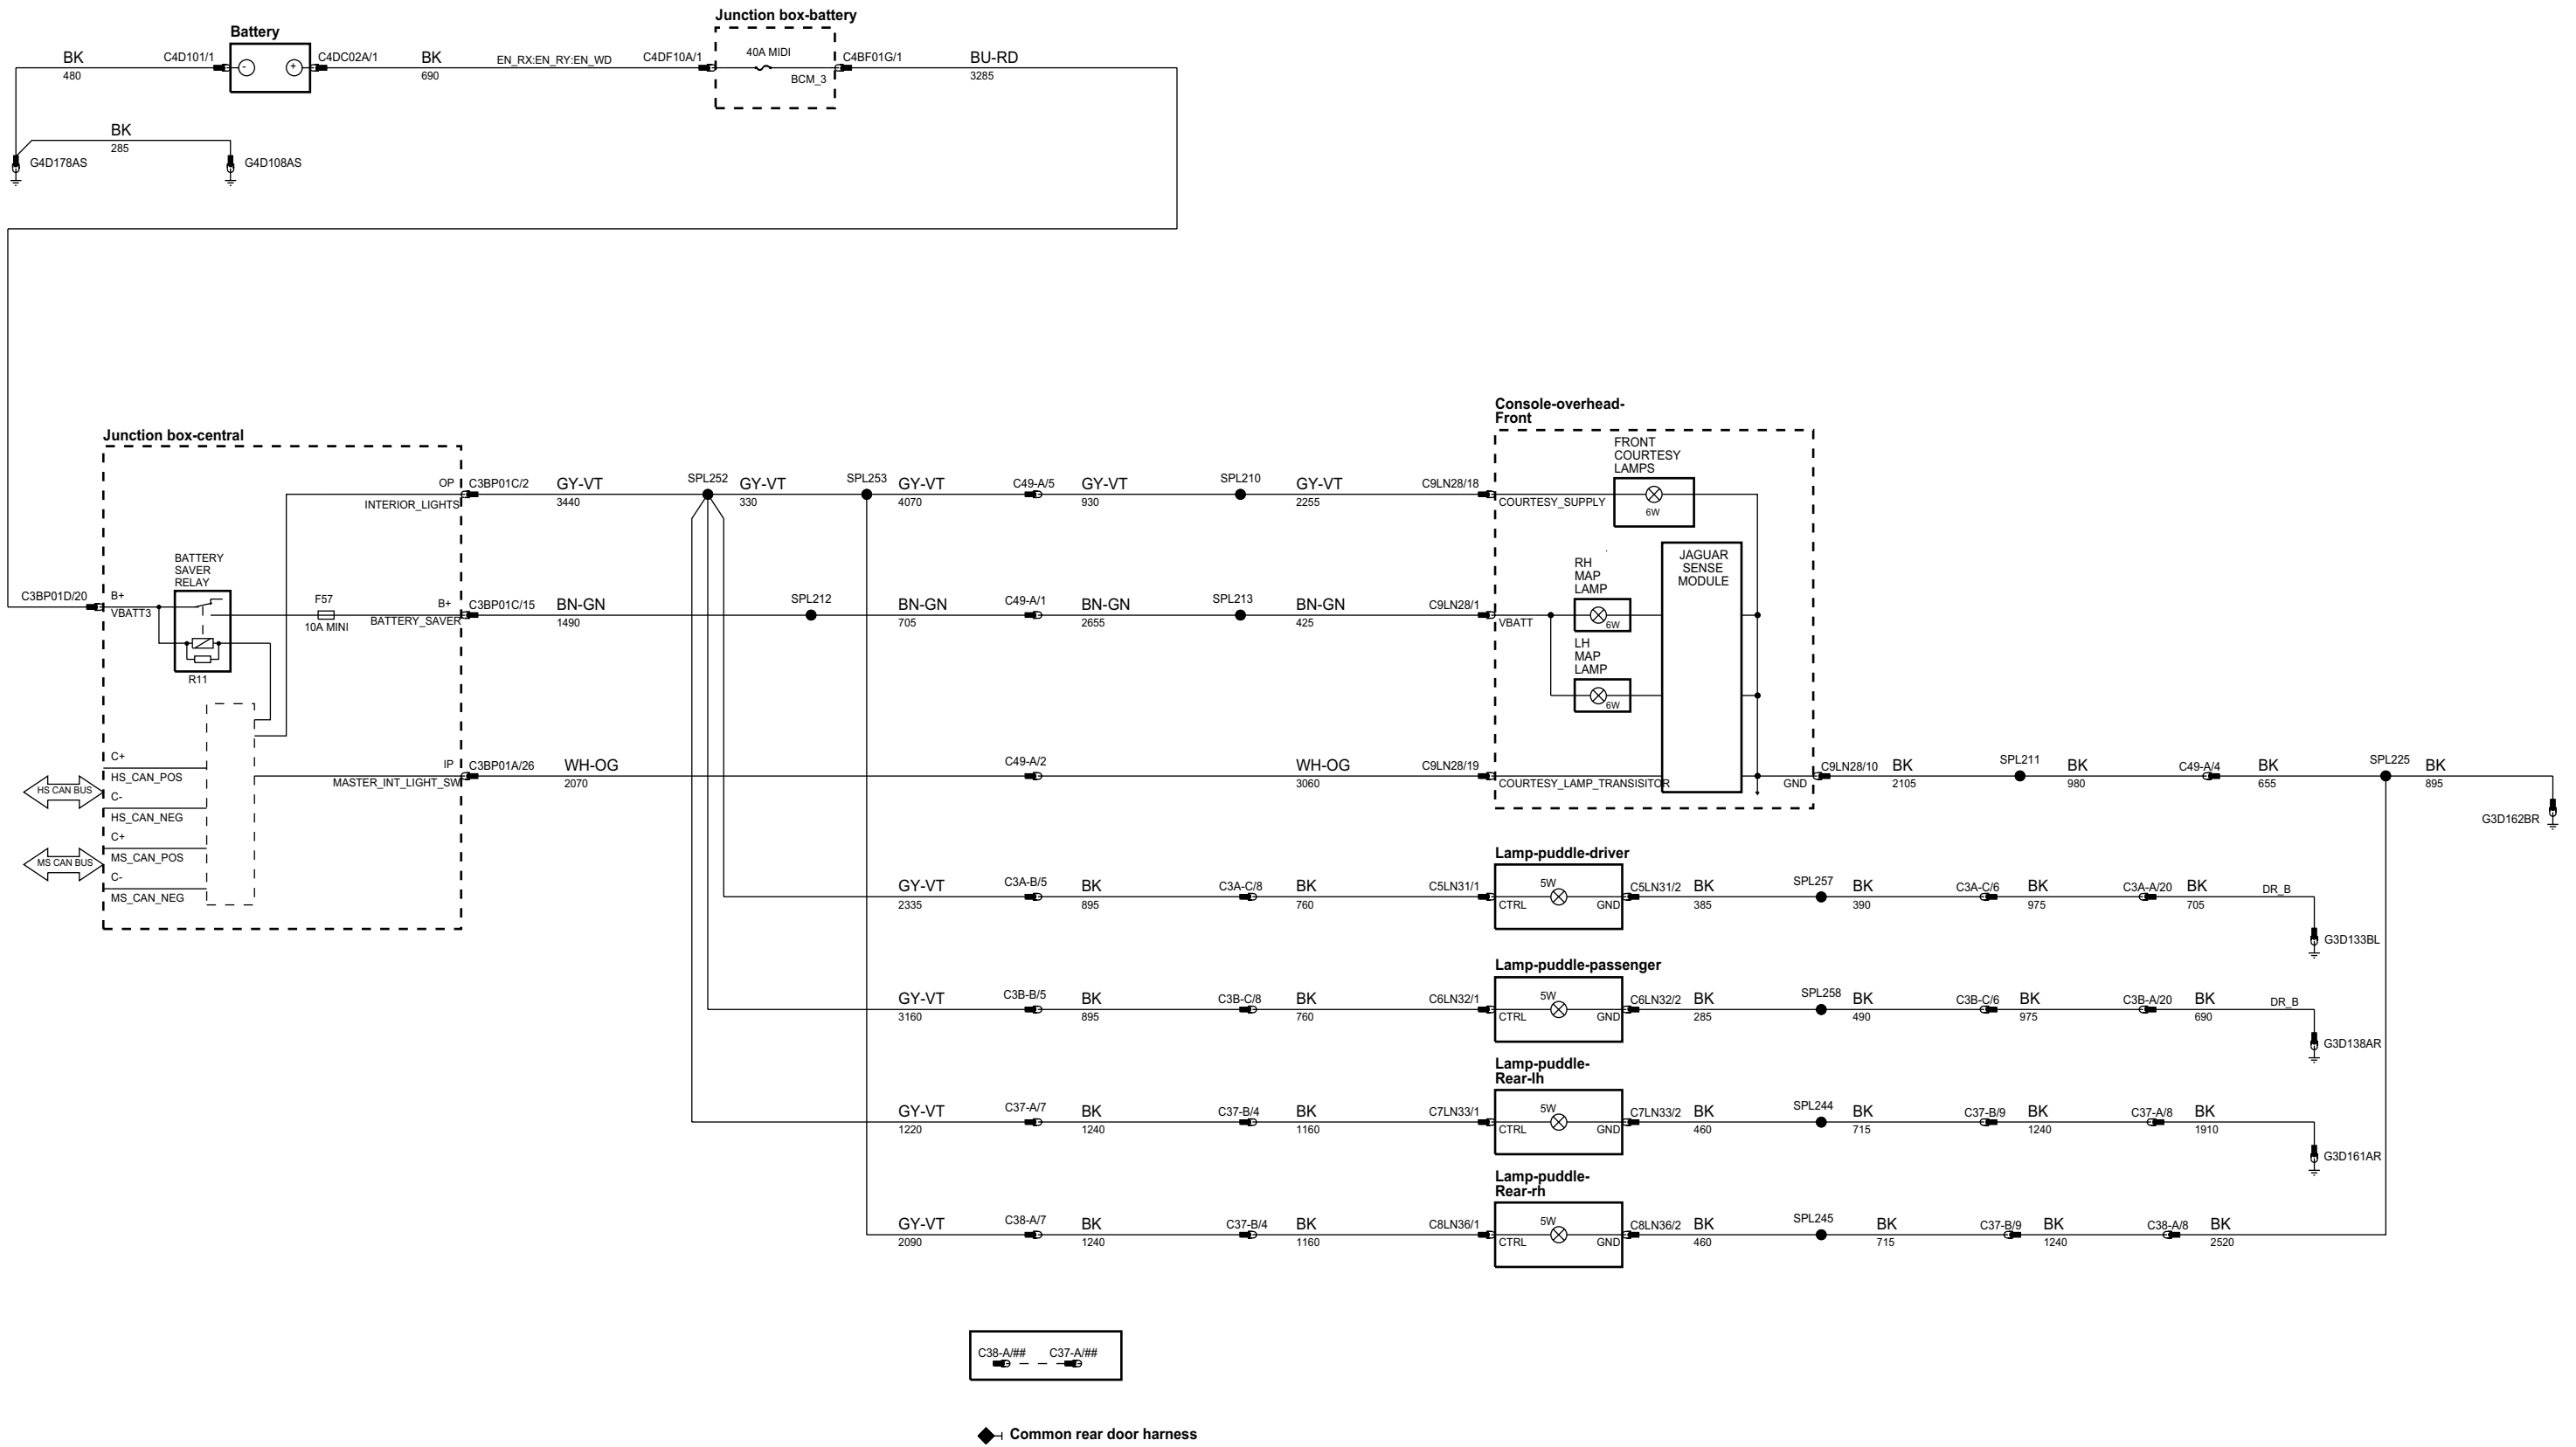 Junction box-battery
Battery
BK
480
C4D101/1
-
+
C4DC02A/1
BK
690
EN_RX:EN_RY:EN_WD
C4DF10A/1
40A MIDI
BCM_3
C4BF01G/1
BU-RD
3285
BK
285
G4D178AS
G4D108AS
Console-overhead-
Front
Junction box-central
FRONT
COURTESY
LAMPS
OP
C3BP01C/2
INTERIOR_LIGHTS
GY-VT
3440
SPL252
GY-VT
330
SPL253
GY-VT
4070
C49-A/5
GY-VT
930
SPL210
GY-VT
2255
C9LN28/18
COURTESY_SUPPLY
6W
BATTERY
SAVER
RELAY
RH
MAP
LAMP
JAGUAR
SENSE
MODULE
C3BP01D/20
B+
VBATT3
F57
10A MINI
B+
BATTERY_SAVER
C3BP01C/15
BN-GN
1490
SPL212
BN-GN
705
C49-A/1
BN-GN
2655
SPL213
BN-GN
425
C9LN28/1
VBATT
6W
LH
MAP
LAMP
6W
R11
C+
HS_CAN_POS
HS CAN BUS
C-
HS_CAN_NEG
C+
MS_CAN_POS
MS CAN BUS
C-
MS_CAN_NEG
IP
MASTER_INT_LIGHT_SW
C3BP01A/26
WH-OG
2070
C49-A/2
WH-OG
3060
C9LN28/19
COURTESY_LAMP_TRANSISITOR
GND
C9LN28/10
BK
2105
SPL211
BK
980
C49-A/4
BK
655
SPL225
BK
895
G3D162BR
Lamp-puddle-driver
GY-VT
2335
C3A-B/5
BK
895
C3A-C/8
BK
760
C5LN31/1
CTRL
5W
GND
C5LN31/2
BK
385
SPL257
BK
390
C3A-C/6
BK
975
C3A-A/20
BK
705
DR_B
G3D133BL
Lamp-puddle-passenger
GY-VT
3160
C3B-B/5
BK
895
C3B-C/8
BK
760
C6LN32/1
CTRL
5W
GND
C6LN32/2
BK
285
SPL258
BK
490
C3B-C/6
BK
975
C3B-A/20
BK
690
DR_B
G3D138AR
Lamp-puddle-
Rear-lh
GY-VT
1220
C37-A/7
BK
1240
C37-B/4
BK
1160
C7LN33/1
CTRL
5W
GND
C7LN33/2
BK
460
SPL244
BK
715
C37-B/9
BK
1240
C37-A/8
BK
1910
G3D161AR
Lamp-puddle-
Rear-rh
GY-VT
2090
C38-A/7
BK
1240
C37-B/4
BK
1160
C8LN36/1
CTRL
5W
GND
C8LN36/2
BK
460
SPL245
BK
715
C37-B/9
BK
1240
C38-A/8
BK
2520
C38-A/## C37-A/##
Common rear door harness